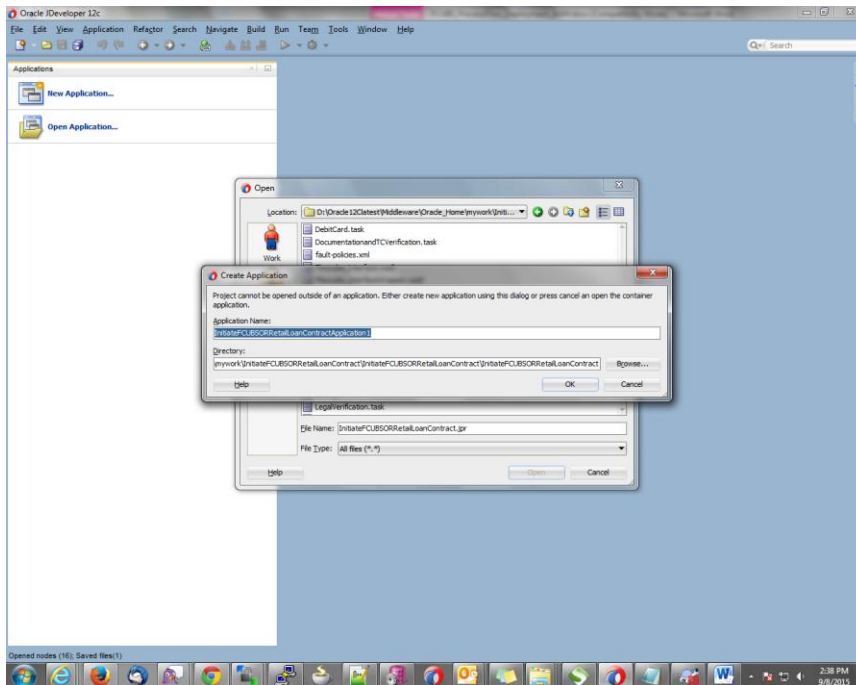 Oracle JDeveloper 12c
File Edit View Application Refactor Search Navigate Build Run Team Tools Window Help
Search
Applications
New Application...
Open Application...
Open
Location: D:\Oracle12Clatest\Middleware\Oracle_Home\mywork\Initi...
DebitCard.task
DocumentationandTCVerification.task
fault-policies.xml
Work
Create Application
Project cannot be opened outside of an application. Either create new application using this dialog or press cancel an open the container
application.
Application Name:
InitiateFCUBSORRetailLoanContractApplication1
Directory:
mywork\InitiateFCUBSORRetailLoanContract\InitiateFCUBSORRetailLoanContract\InitiateFCUBSORRetailLoanContract Browse...
Help OK Cancel
LegalVerification.task
File Name: InitiateFCUBSORRetailLoanContract.jpr
File Type: All files (*.*)
Help Open Cancel
Opened nodes (16); Saved files(1)
2:38 PM
9/8/2015